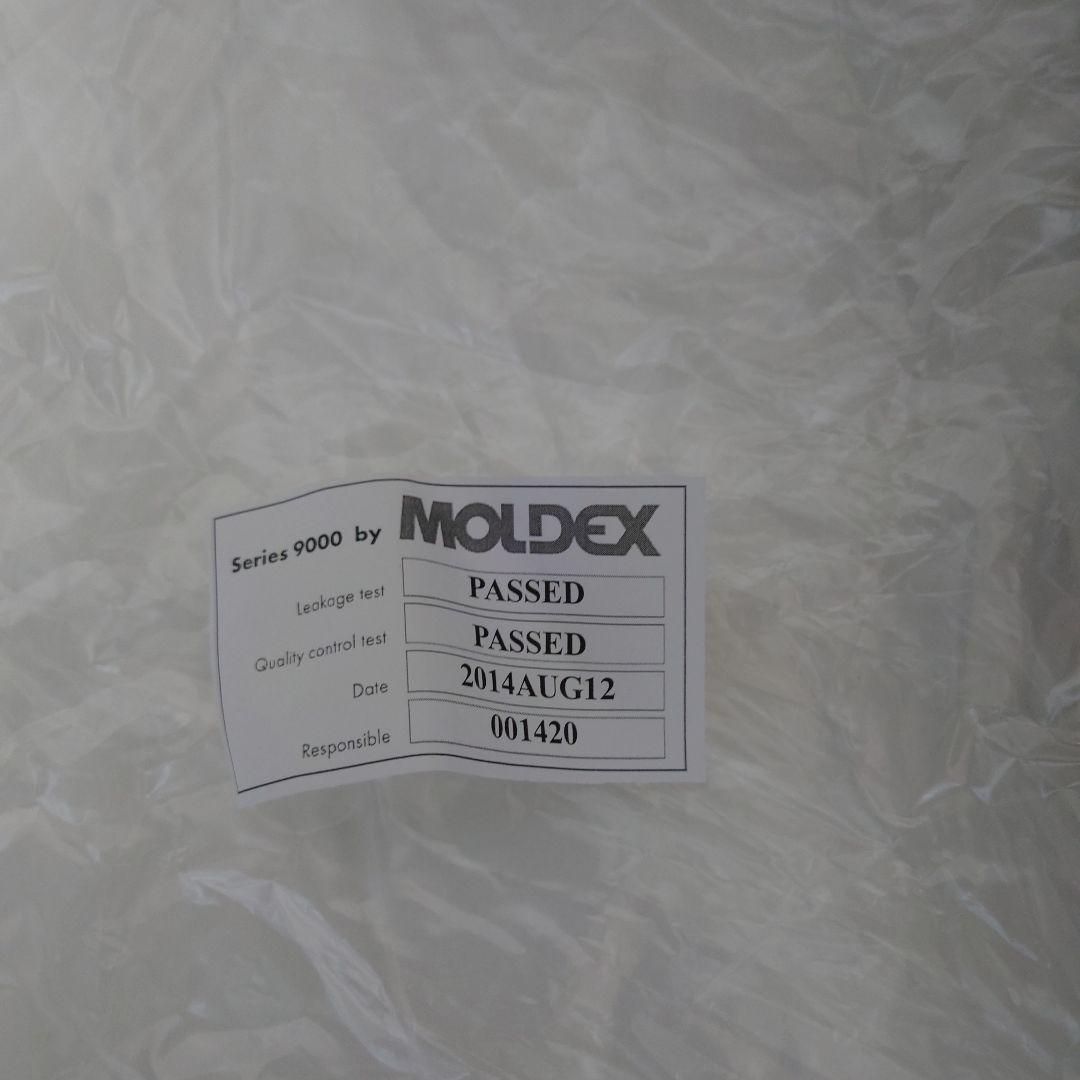 Series 9000 by MOLDEX
Leakage test PASSED
Quality control test PASSED
Date 2014AUG12
Responsible 001420